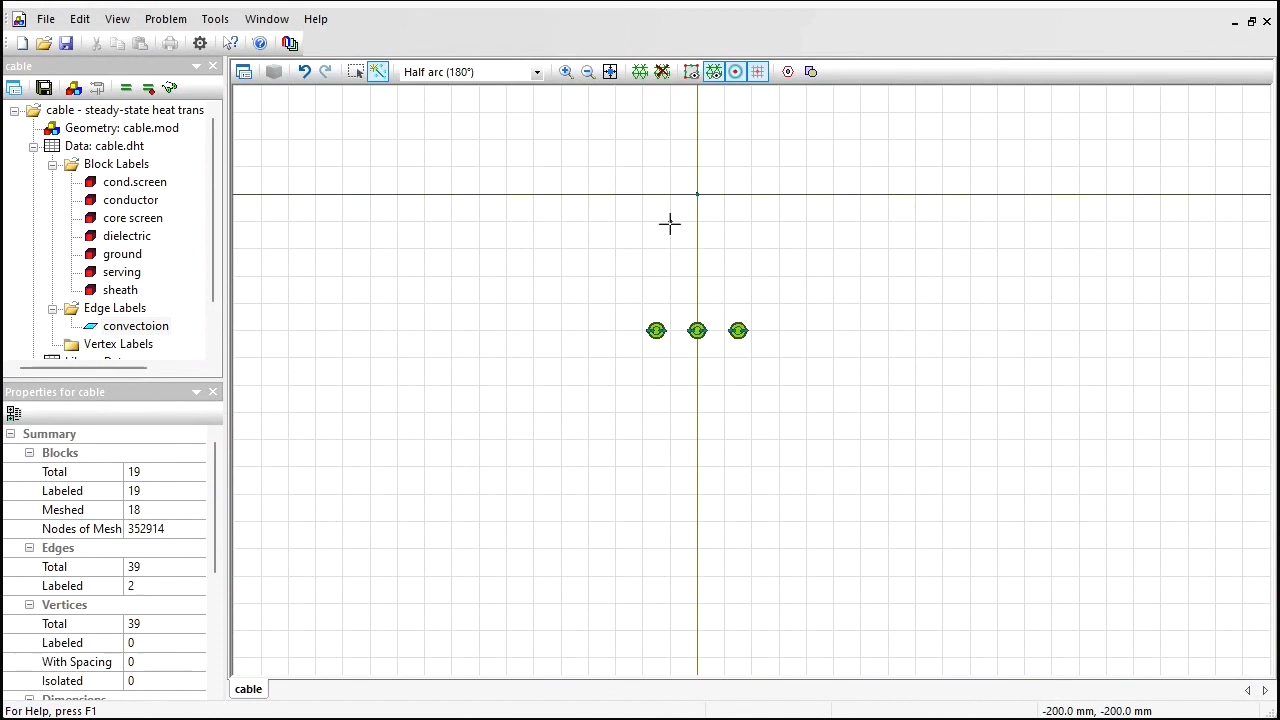 File Edit View Problem Tools Window Help
Half arc (180°)
cable
cable - steady-state heat trans
Geometry: cable.mod
Data: cable.dht
Block Labels
cond.screen
conductor
core screen
dielectric
ground
serving
sheath
Edge Labels
convectoion
Vertex Labels
Properties for cable
Summary
Blocks
Total 19
Labeled 19
Meshed 18
Nodes of Mesh 352914
Edges
Total 39
Labeled 2
Vertices
Total 39
Labeled 0
With Spacing 0
Isolated 0
cable
For Help, press F1
-200.0 mm, -200.0 mm